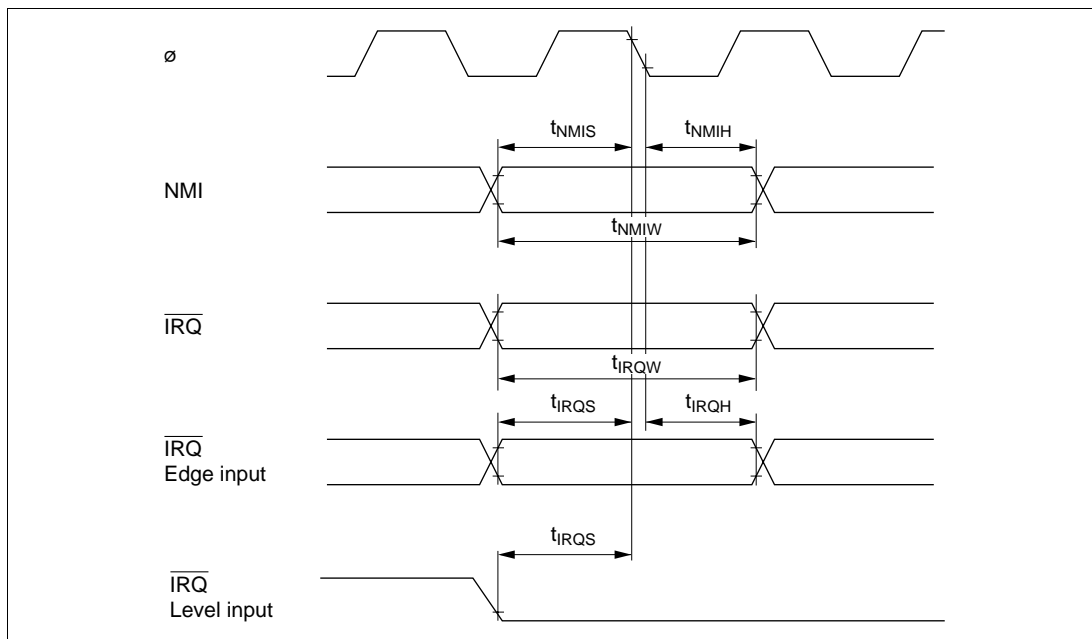 ø
tNMIS
tNMIH
NMI
tNMIW
IRQ
tIRQW
tIRQS
tIRQH
IRQ
Edge input
tIRQS
IRQ
Level input